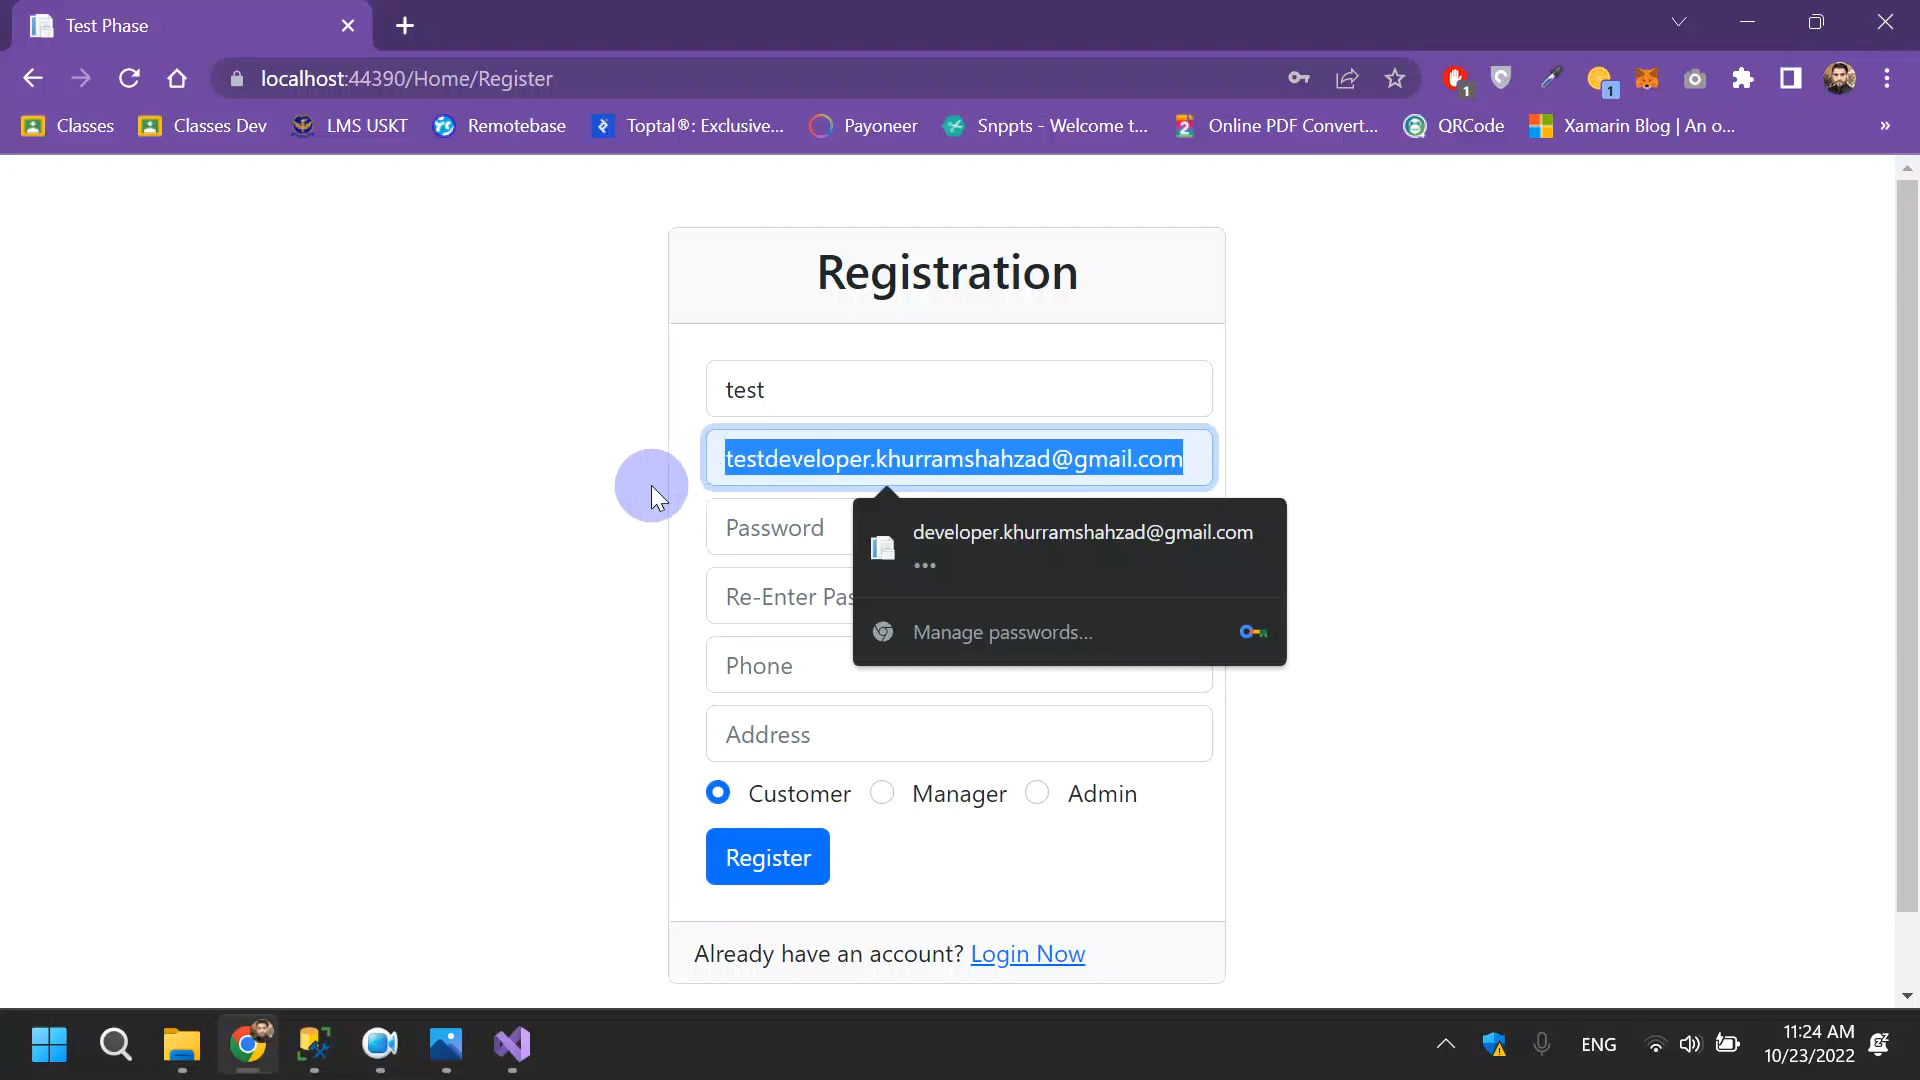 Test Phase
localhost:44390/Home/Register
1
1
Classes
Classes Dev
LMS USKT
Remotebase
Toptal®: Exclusive...
Payoneer
Snppts - Welcome t...
Online PDF Convert...
QRCode
Xamarin Blog | An o...
»
Registration
test
testdeveloper.khurramshahzad@gmail.com
Password
developer.khurramshahzad@gmail.com
•••
Re-Enter Pas
Manage passwords...
Phone
Address
Customer
Manager
Admin
Register
Already have an account? Login Now
ENG
11:24 AM
10/23/2022